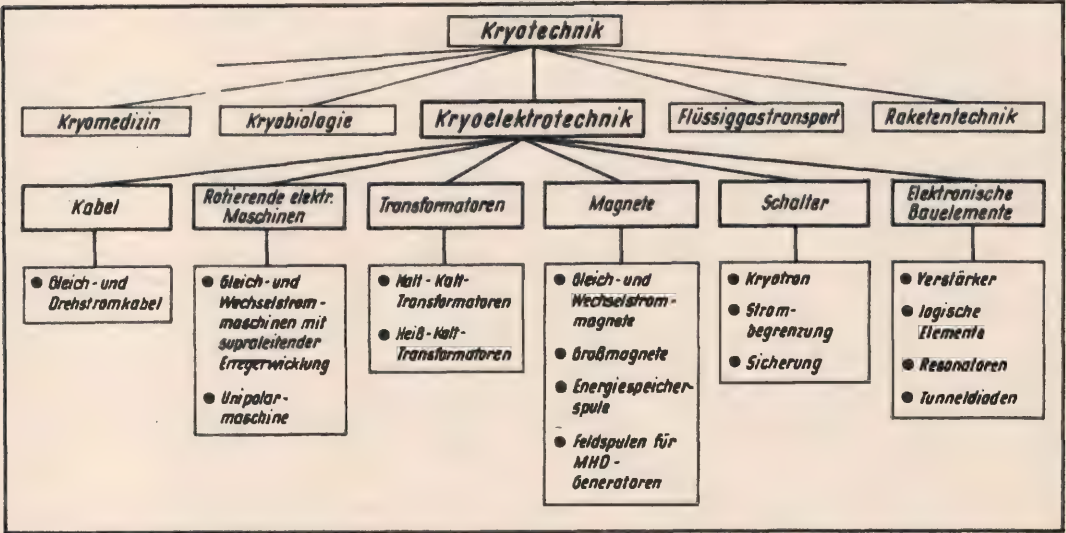 Kryotechnik
Kryomedizin
Kryobiologie
Kryoelektrotechnik
Flüssiggastransport
Raketentechnik
Kabel
Rotierende elektr.
Maschinen
Transformatoren
Magnete
Schalter
Elektronische
Bauelemente
● Gleich- und
Drehstromkabel
● Gleich- und
Wechselstrom-
maschinen mit
supraleitender
Erregerwicklung
● Unipolar-
maschine
● Kalt-Kalt-
Transformatoren
● Heiß-Kalt-
Transformatoren
● Gleich- und
Wechselstrom-
magnete
● Großmagnete
● Energiespeicher-
spule
● Feldspulen für
MHD-
Generatoren
● Kryotron
● Strom-
begrenzung
● Sicherung
● Verstärker
● logische
Elemente
● Resonatoren
● Tunneldioden